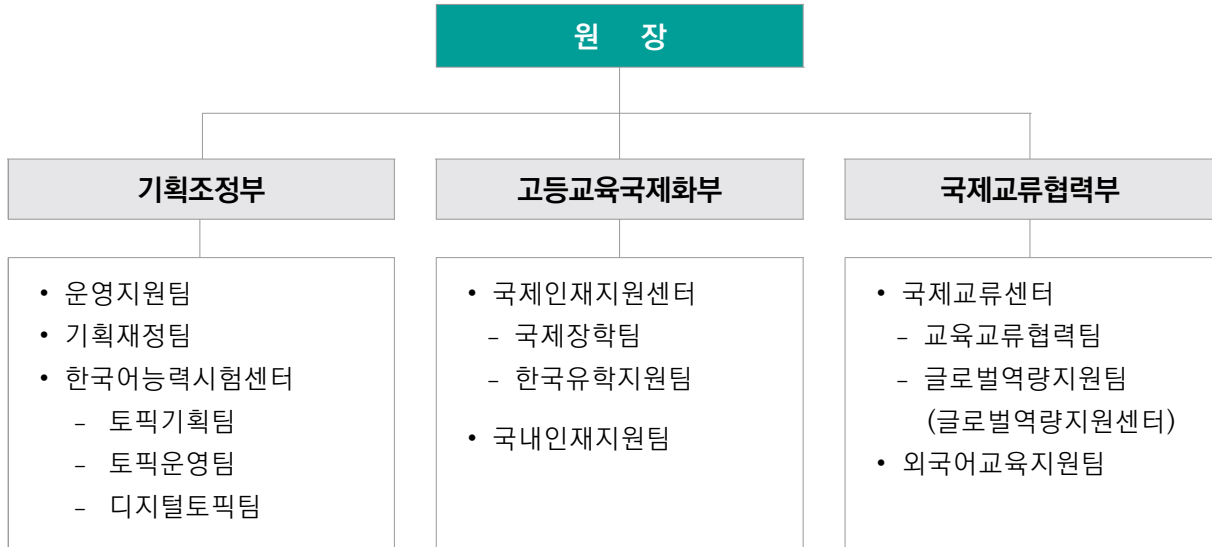 원 장
기획조정부
• 운영지원팀
• 기획재정팀
• 한국어능력시험센터
– 토픽기획팀
– 토픽운영팀
– 디지털토픽팀
고등교육국제화부
• 국제인재지원센터
– 국제장학팀
– 한국유학지원팀
• 국내인재지원팀
국제교류협력부
• 국제교류센터
– 교육교류협력팀
– 글로벌역량지원팀
(글로벌역량지원센터)
• 외국어교육지원팀